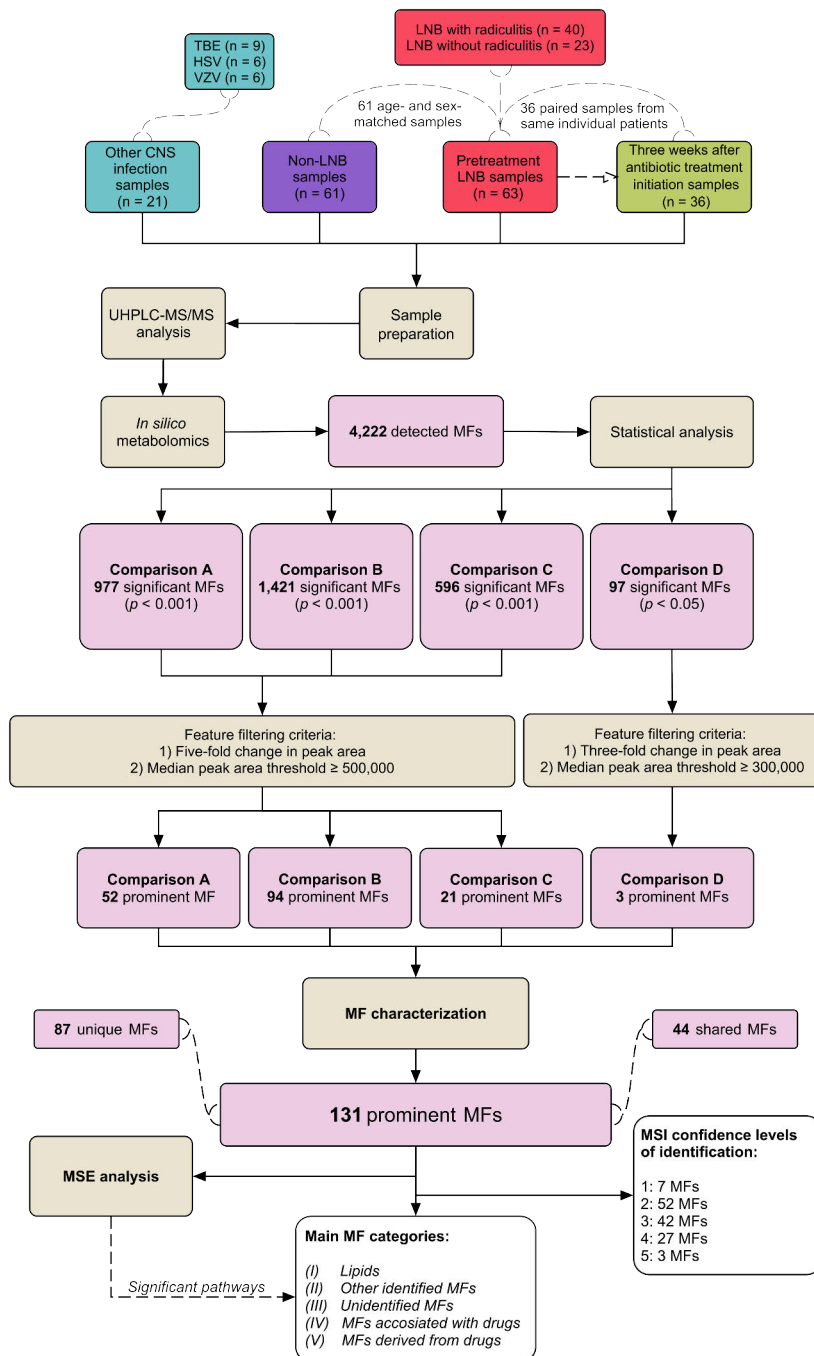 TBE (n = 9)
HSV (n = 6)
VZV (n = 6)
LNB with radiculitis (n = 40)
LNB without radiculitis (n = 23)
61 age- and sex-
matched samples
36 paired samples from
same individual patients
Other CNS
infection
samples
(n = 21)
Non-LNB
samples
(n = 61)
Pretreatment
LNB samples
(n = 63)
Three weeks after
antibiotic treatment
initiation samples
(n = 36)
UHPLC-MS/MS
analysis
Sample
preparation
In silico
metabolomics
4,222 detected MFs
Statistical analysis
Comparison A
977 significant MFs
(p < 0.001)
Comparison B
1,421 significant MFs
(p < 0.001)
Comparison C
596 significant MFs
(p < 0.001)
Comparison D
97 significant MFs
(p < 0.05)
Feature filtering criteria:
1) Five-fold change in peak area
2) Median peak area threshold ≥ 500,000
Feature filtering criteria:
1) Three-fold change in peak area
2) Median peak area threshold ≥ 300,000
Comparison A
52 prominent MF
Comparison B
94 prominent MFs
Comparison C
21 prominent MFs
Comparison D
3 prominent MFs
MF characterization
87 unique MFs
44 shared MFs
131 prominent MFs
MSE analysis
MSI confidence levels
of identification:
1: 7 MFs
2: 52 MFs
3: 42 MFs
4: 27 MFs
5: 3 MFs
Significant pathways
Main MF categories:
(I) Lipids
(II) Other identified MFs
(III) Unidentified MFs
(IV) MFs accosiated with drugs
(V) MFs derived from drugs